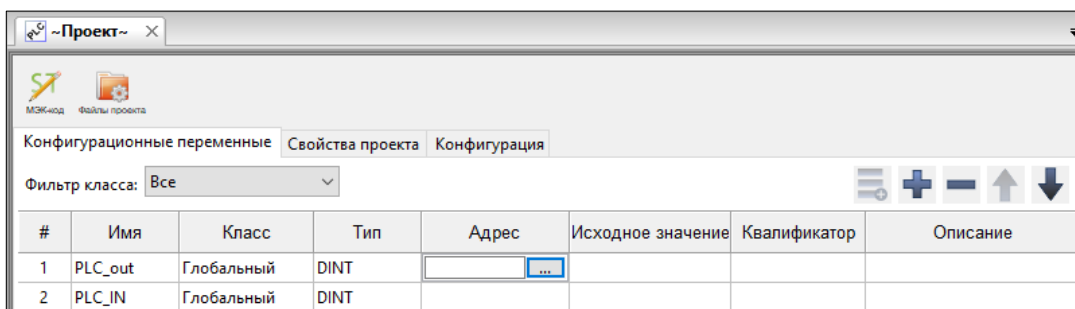 PLC ~Проект~ ×
МЭК-код Файлы проекта
Конфигурационные переменные Свойства проекта Конфигурация
Фильтр класса: Все
# Имя Класс Тип Адрес Исходное значение Квалификатор Описание
1 PLC_out Глобальный DINT ...
2 PLC_IN Глобальный DINT